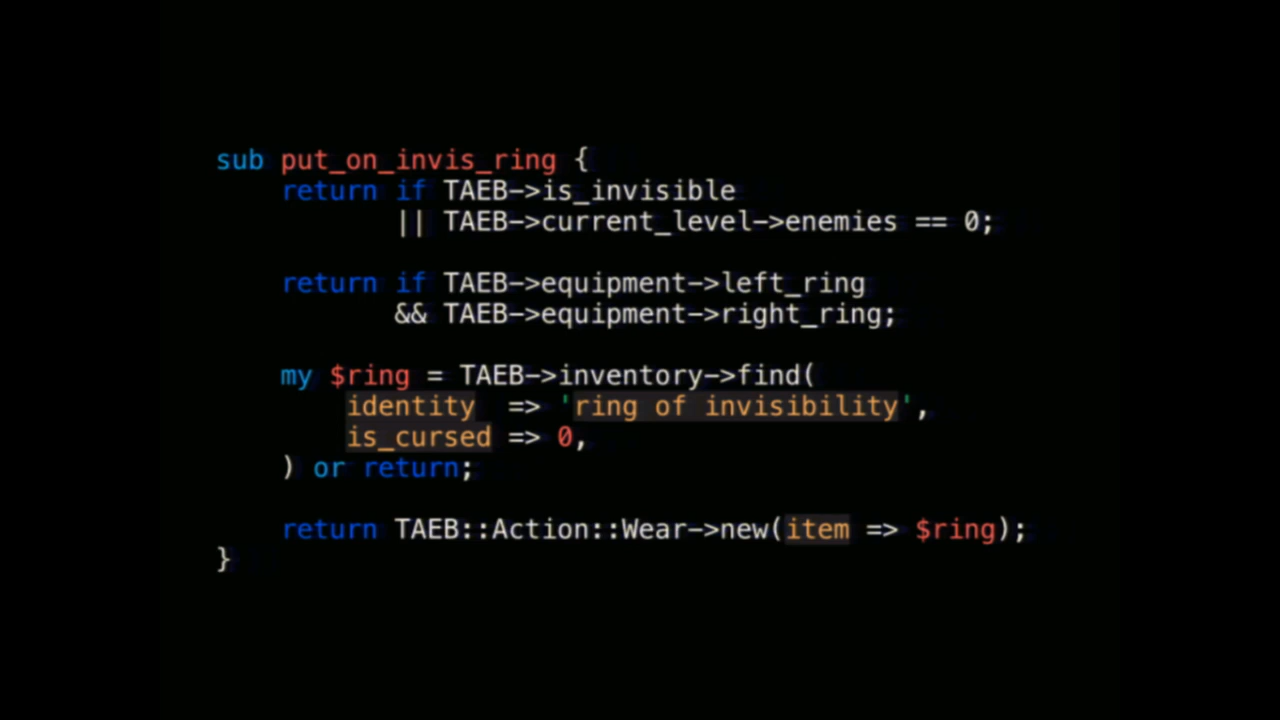 sub put_on_invis_ring {
    return if TAEB->is_invisible
           || TAEB->current_level->enemies == 0;

    return if TAEB->equipment->left_ring
           && TAEB->equipment->right_ring;

    my $ring = TAEB->inventory->find(
        identity  => 'ring of invisibility',
        is_cursed => 0,
    ) or return;

    return TAEB::Action::Wear->new(item => $ring);
}